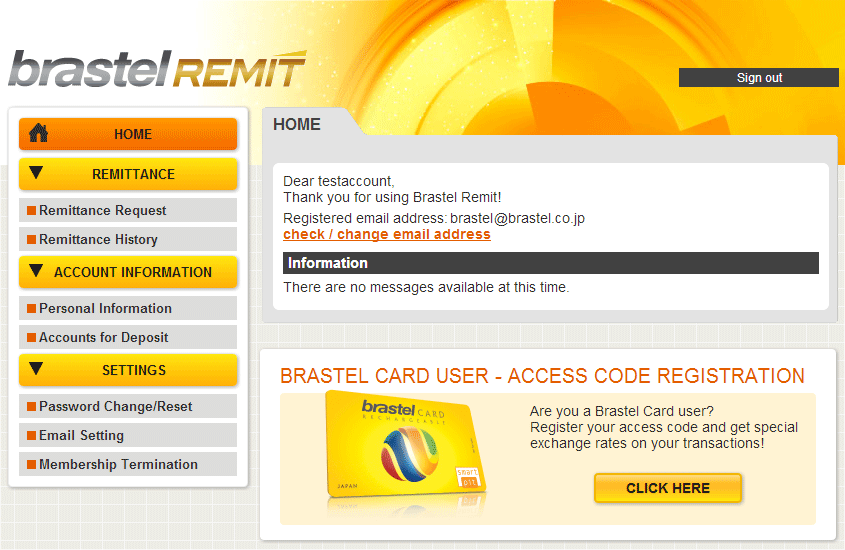 brastel REMIT
Sign out
HOME
REMITTANCE
Remittance Request
Remittance History
ACCOUNT INFORMATION
Personal Information
Accounts for Deposit
SETTINGS
Password Change/Reset
Email Setting
Membership Termination
HOME
Dear testaccount,
Thank you for using Brastel Remit!
Registered email address: brastel@brastel.co.jp
check / change email address
Information
There are no messages available at this time.
BRASTEL CARD USER - ACCESS CODE REGISTRATION
brastel CARD
RECHARGEABLE
smart
pit
JAPAN
Are you a Brastel Card user?
Register your access code and get special
exchange rates on your transactions!
CLICK HERE